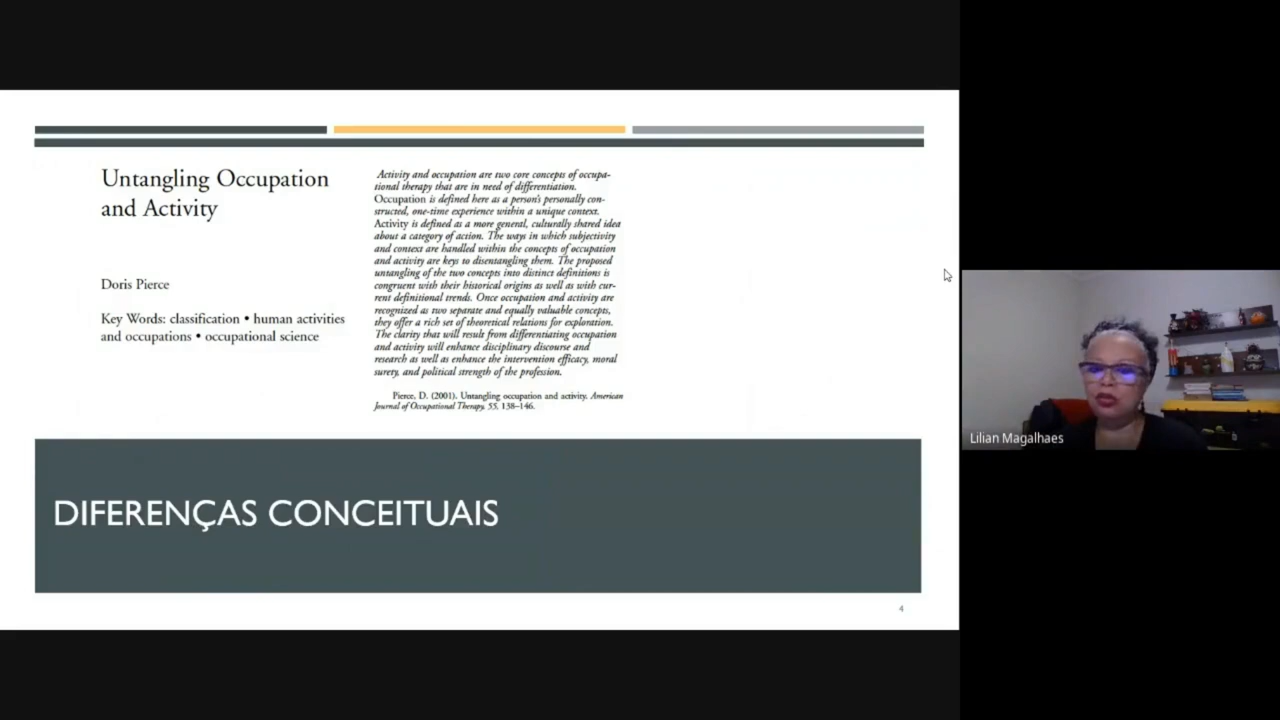 Untangling Occupation
and Activity
Doris Pierce
Key Words: classification • human activities
and occupations • occupational science
Activity and occupation are two core concepts of occupa-
tional therapy that are in need of differentiation.
Occupation is defined here as a person's personally con-
structed, one-time experience within a unique context.
Activity is defined as a more general, culturally shared idea
about a category of action. The ways in which subjectivity
and context are handled within the concepts of occupation
and activity are keys to disentangling them. The proposed
untangling of the two concepts into distinct definitions is
congruent with their historical origins as well as with cur-
rent definitional trends. Once occupation and activity are
recognized as two separate and equally valuable concepts,
they offer a rich set of theoretical relations for exploration.
The clarity that will result from differentiating occupation
and activity will enhance disciplinary discourse and
research as well as enhance the intervention efficacy, moral
surety, and political strength of the profession.
Pierce, D. (2001). Untangling occupation and activity. American
Journal of Occupational Therapy, 55, 138–146.
DIFERENÇAS CONCEITUAIS
4
Lilian Magalhaes